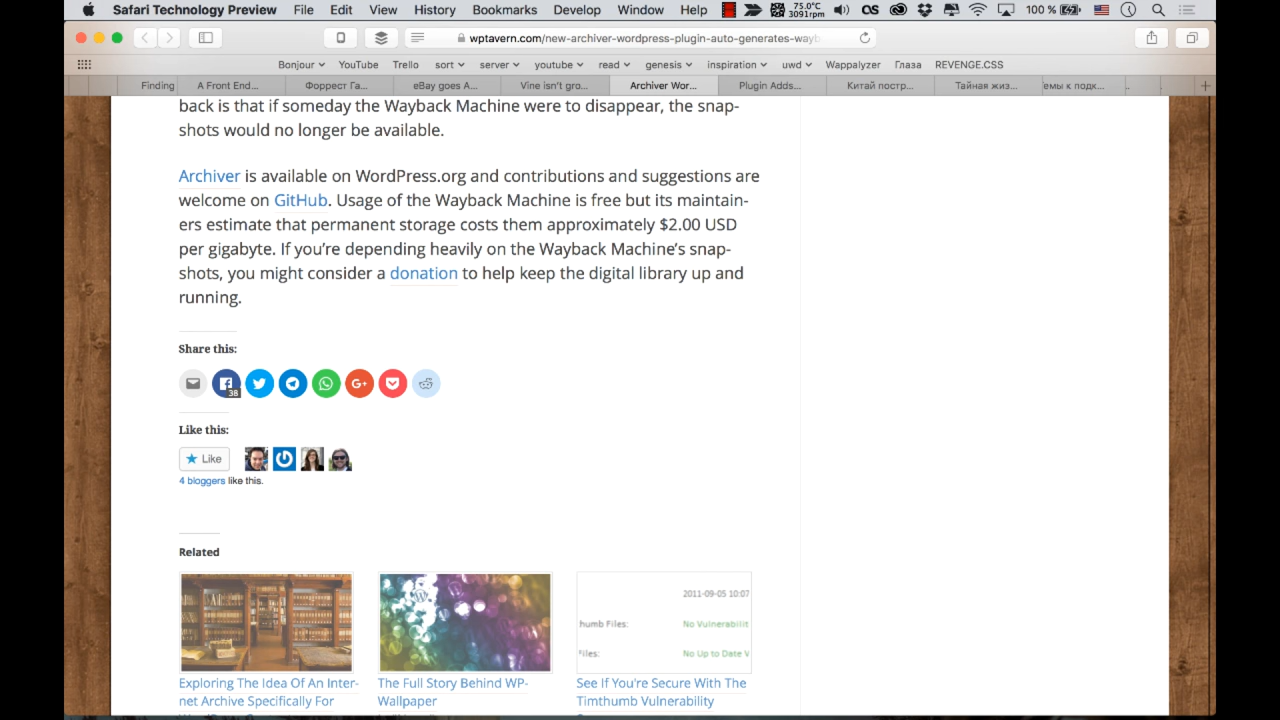 Safari Technology Preview File Edit View History Bookmarks Develop Window Help 75.0°C 3091rpm 100 %
wptavern.com/new-archiver-wordpress-plugin-auto-generates-wayb
Bonjour YouTube Trello sort server youtube read genesis inspiration uwd Wappalyzer Глаза REVENGE.CSS
Finding A Front End... Форрест Га... eBay goes A... Vine isn't gro... Archiver Wor... Plugin Adds... Китай постр... Тайная жиз... емы к подк...
back is that if someday the Wayback Machine were to disappear, the snap-
shots would no longer be available.
Archiver is available on WordPress.org and contributions and suggestions are
welcome on GitHub. Usage of the Wayback Machine is free but its maintain-
ers estimate that permanent storage costs them approximately $2.00 USD
per gigabyte. If you’re depending heavily on the Wayback Machine’s snap-
shots, you might consider a donation to help keep the digital library up and
running.
Share this:
38
G+
Like this:
Like
4 bloggers like this.
Related
2011-09-05 10:07
humb Files: No Vulnerabilit
Files: No Up to Date V
Exploring The Idea Of An Inter-
net Archive Specifically For
The Full Story Behind WP-
Wallpaper
See If You're Secure With The
Timthumb Vulnerability